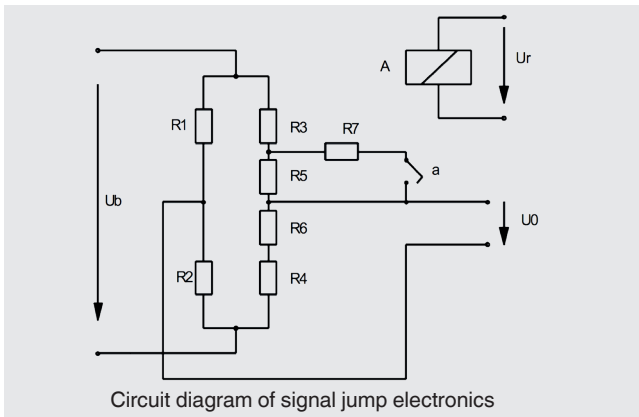 A
Ur
R1
R3
R7
a
R5
Ub
R6
U0
R2
R4
Circuit diagram of signal jump electronics